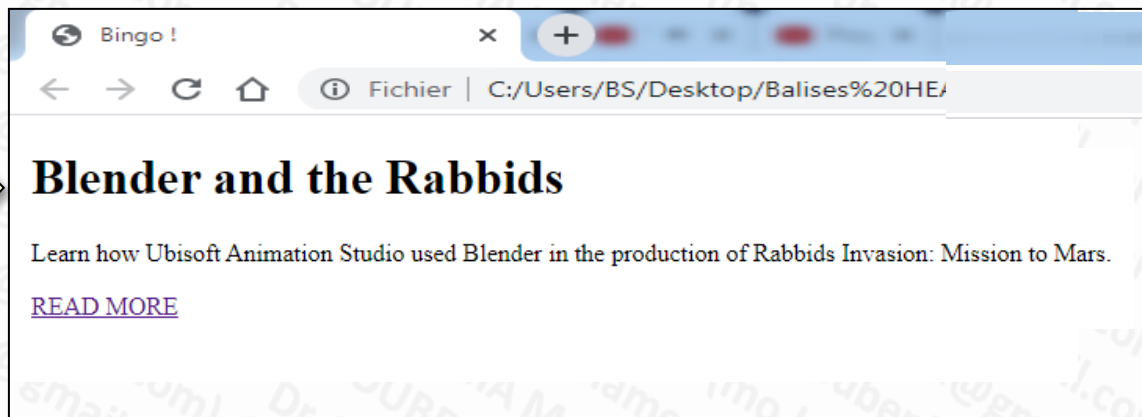 Bingo !
Fichier | C:/Users/BS/Desktop/Balises%20HEA
Blender and the Rabbids
Learn how Ubisoft Animation Studio used Blender in the production of Rabbids Invasion: Mission to Mars.
READ MORE